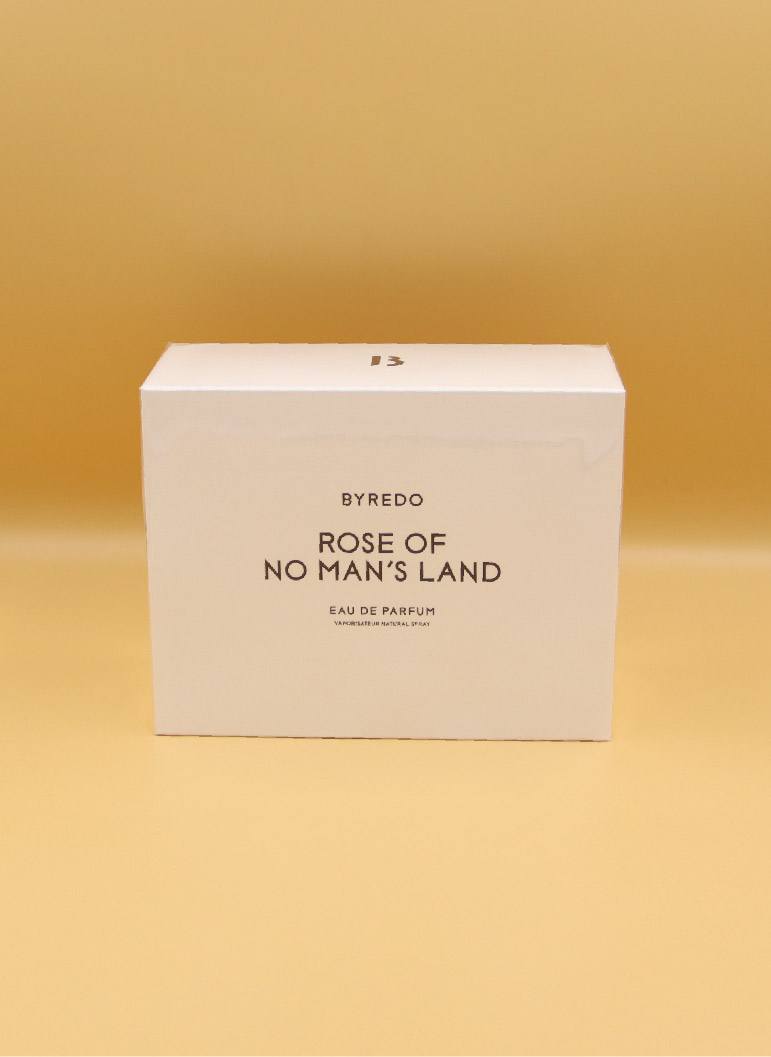 B
BYREDO
ROSE OF
NO MAN'S LAND
EAU DE PARFUM
VAPORISATEUR NATURAL SPRAY